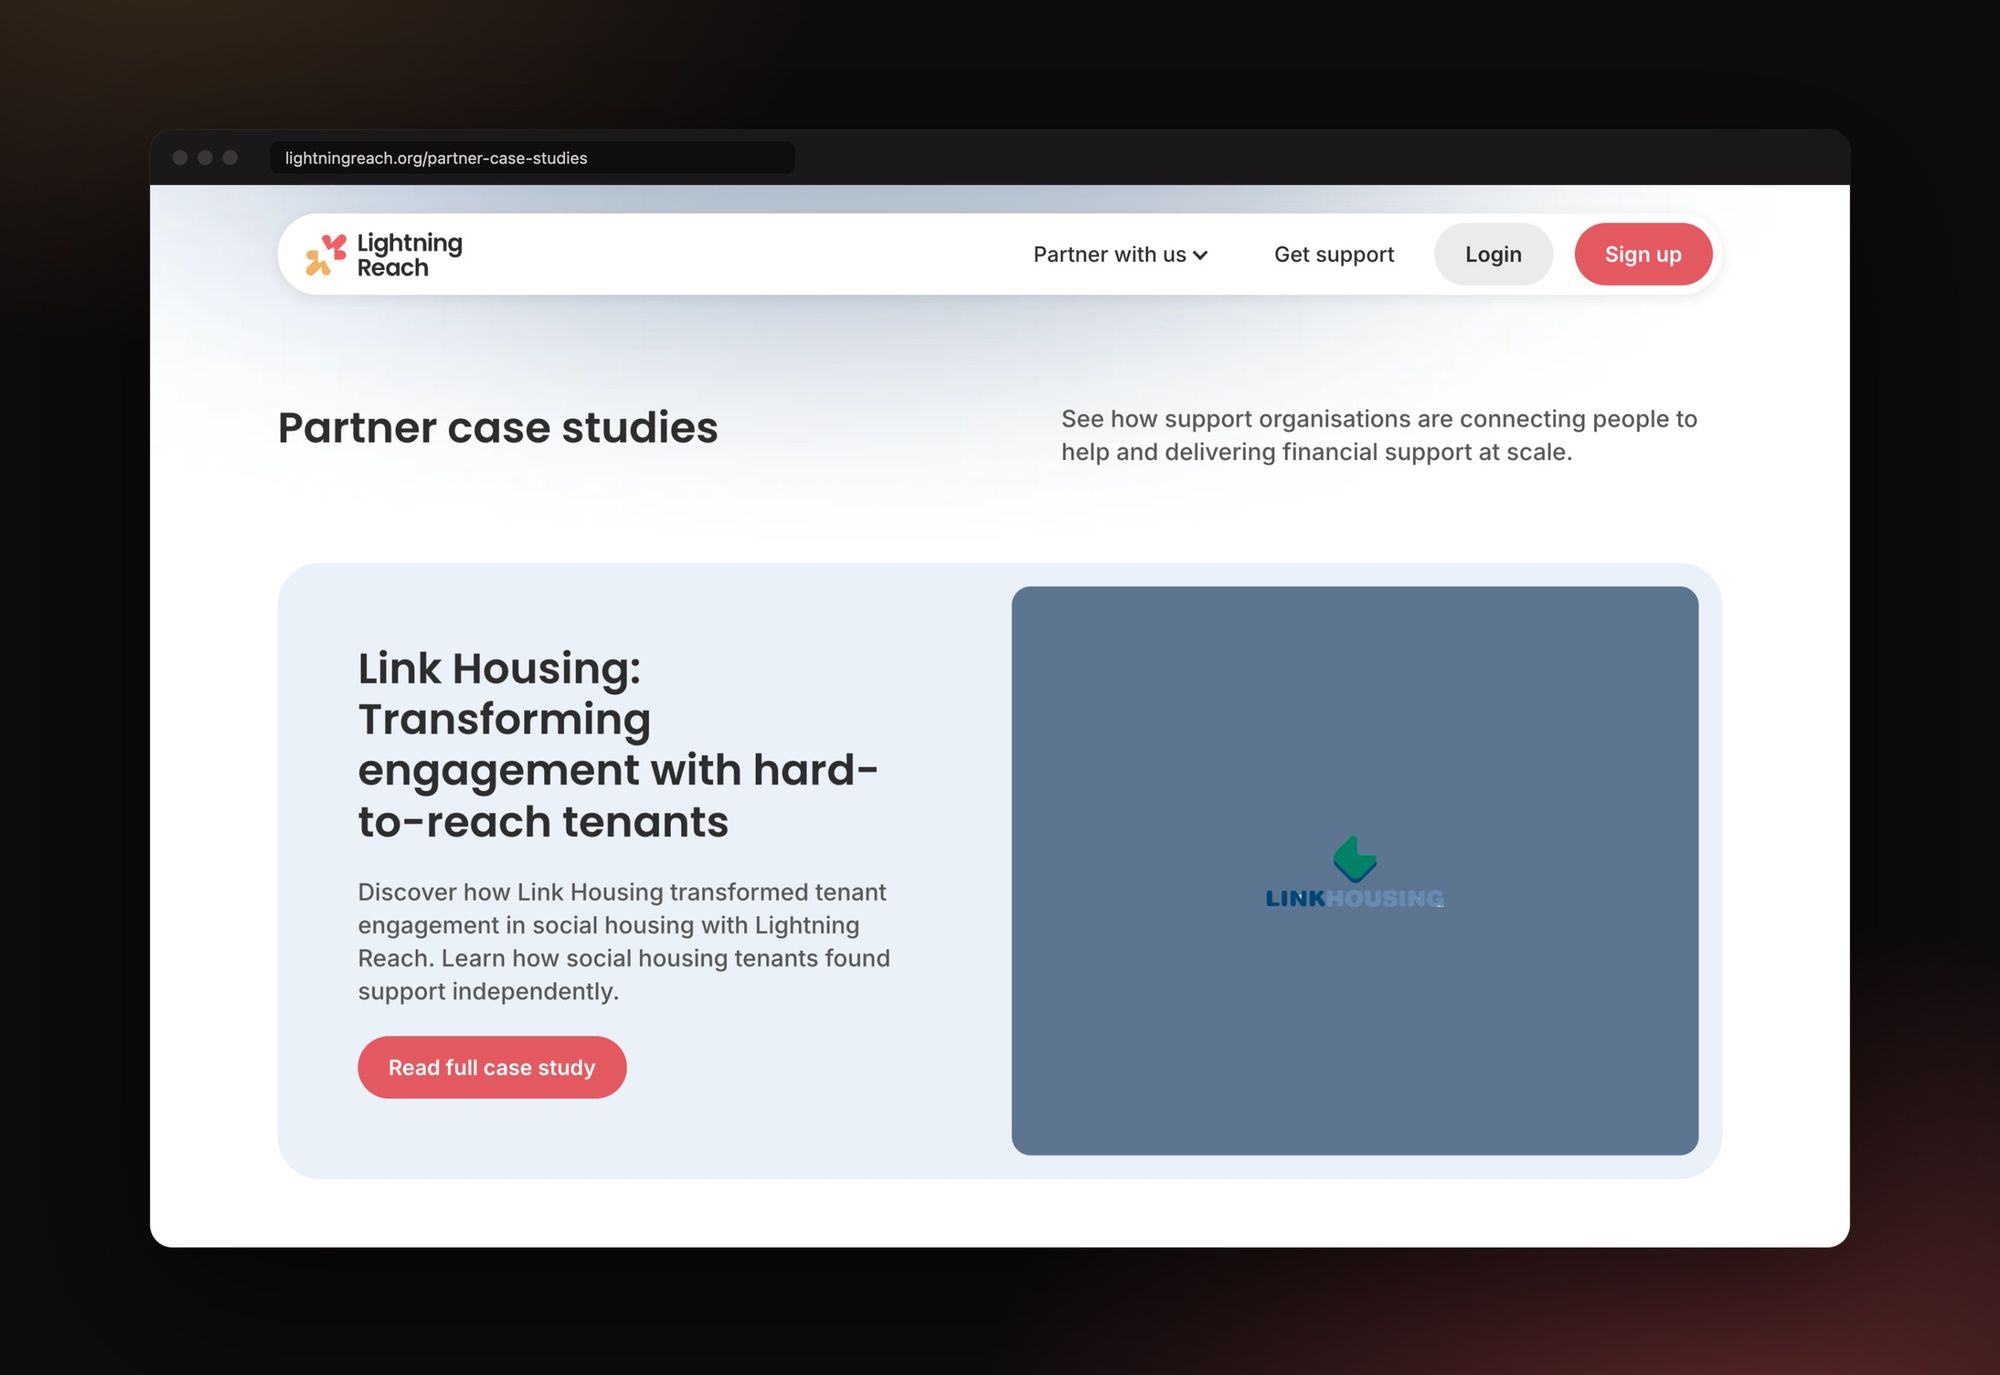 lightningreach.org/partner-case-studies
Lightning
Reach
Partner with us
Get support
Login
Sign up
Partner case studies
See how support organisations are connecting people to
help and delivering financial support at scale.
Link Housing:
Transforming
engagement with hard-
to-reach tenants
Discover how Link Housing transformed tenant
engagement in social housing with Lightning
Reach. Learn how social housing tenants found
support independently.
Read full case study
LINKHOUSING